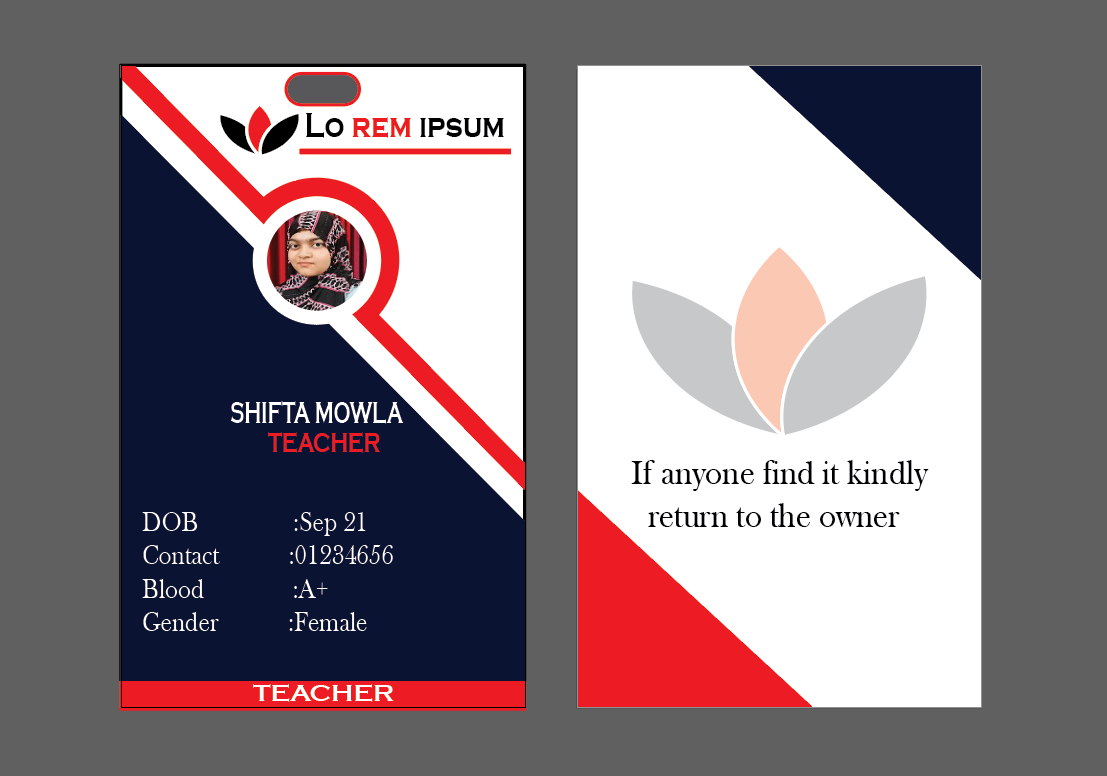 Lo rem ipsum
SHIFTA MOWLA
TEACHER
DOB :Sep 21
Contact :01234656
Blood :A+
Gender :Female
TEACHER
If anyone find it kindly
return to the owner